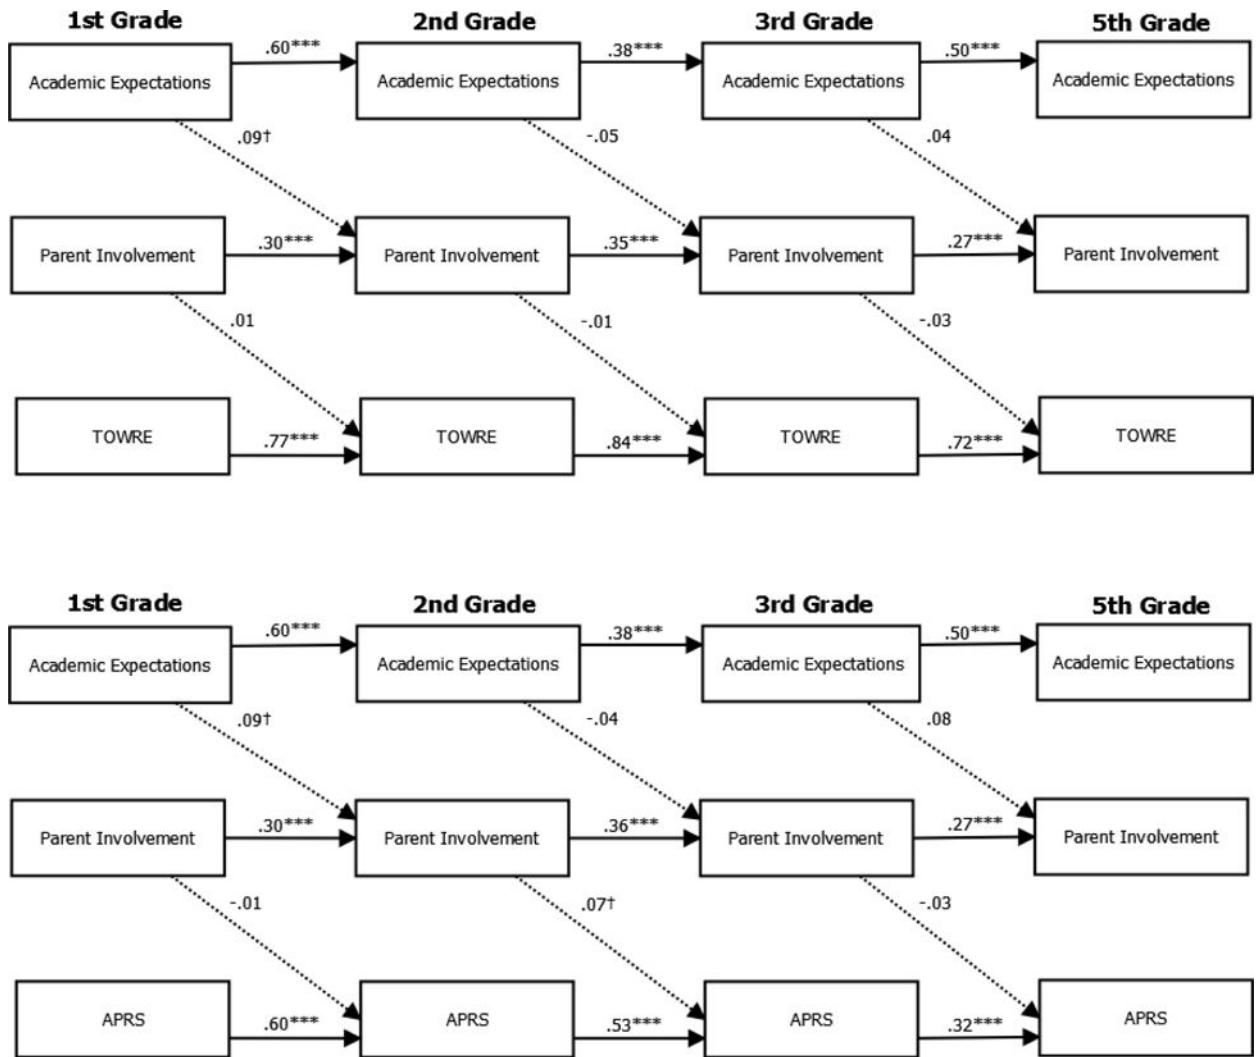 1st Grade 2nd Grade 3rd Grade 5th Grade
.60*** .38*** .50***
Academic Expectations Academic Expectations Academic Expectations Academic Expectations
.09† -.05 .04
Parent Involvement .30*** Parent Involvement .35*** Parent Involvement .27*** Parent Involvement
.01 -.01 -.03
TOWRE .77*** TOWRE .84*** TOWRE .72*** TOWRE
1st Grade 2nd Grade 3rd Grade 5th Grade
.60*** .38*** .50***
Academic Expectations Academic Expectations Academic Expectations Academic Expectations
.09† -.04 .08
Parent Involvement .30*** Parent Involvement .36*** Parent Involvement .27*** Parent Involvement
-.01 .07† -.03
APRS .60*** APRS .53*** APRS .32*** APRS